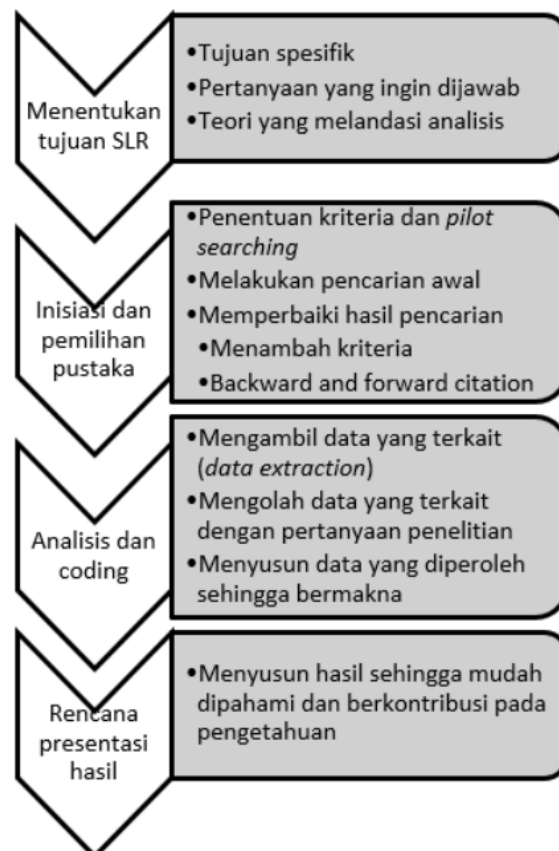 Menentukan
tujuan SLR
•Tujuan spesifik
•Pertanyaan yang ingin dijawab
•Teori yang melandasi analisis
Inisiasi dan
pemilihan
pustaka
•Penentuan kriteria dan pilot
searching
•Melakukan pencarian awal
•Memperbaiki hasil pencarian
•Menambah kriteria
•Backward and forward citation
Analisis dan
coding
•Mengambil data yang terkait
(data extraction)
•Mengolah data yang terkait
dengan pertanyaan penelitian
•Menyusun data yang diperoleh
sehingga bermakna
Rencana
presentasi
hasil
•Menyusun hasil sehingga mudah
dipahami dan berkontribusi pada
pengetahuan